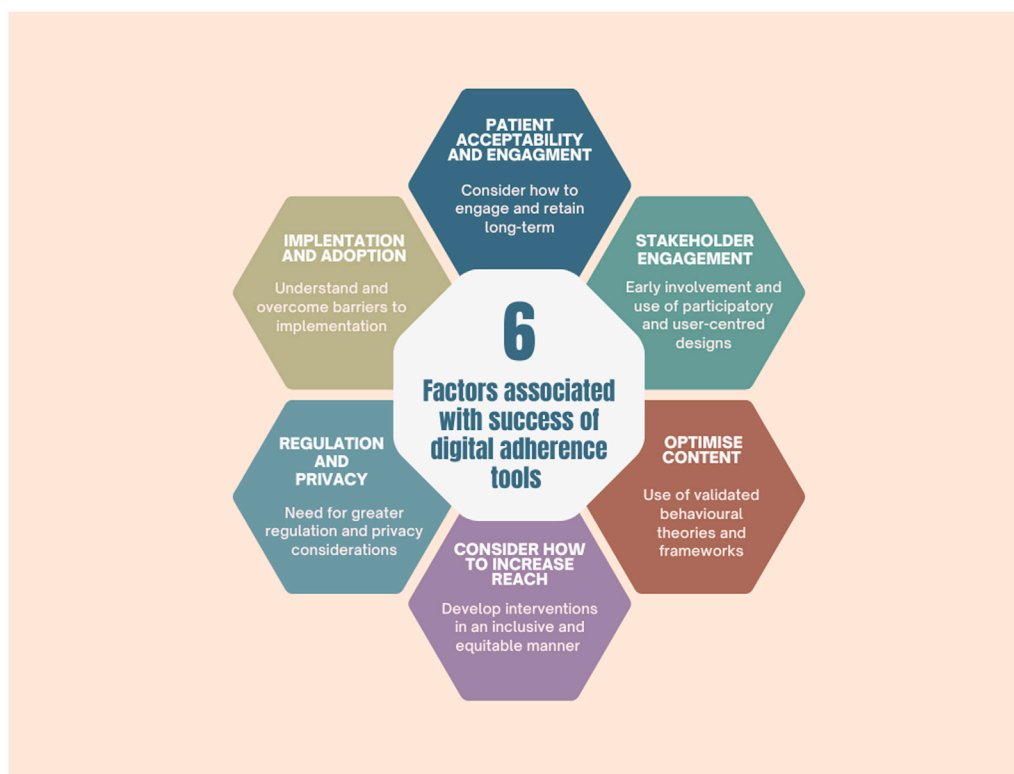 PATIENT
ACCEPTABILITY
AND ENGAGMENT
Consider how to
engage and retain
long-term
STAKEHOLDER
ENGAGEMENT
Early involvement and
use of participatory
and user-centred
designs
OPTIMISE
CONTENT
Use of validated
behavioural
theories and
frameworks
CONSIDER HOW
TO INCREASE
REACH
Develop interventions
in an inclusive and
equitable manner
REGULATION
AND
PRIVACY
Need for greater
regulation and privacy
considerations
IMPLENTATION
AND ADOPTION
Understand and
overcome barriers to
implementation
6
Factors associated
with success of
digital adherence
tools